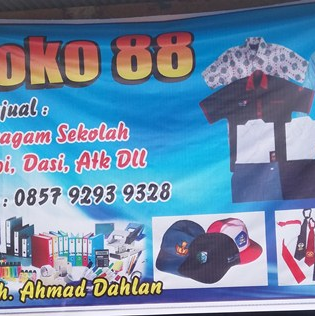 oko 88
jual :
agam Sekolah
pi, Dasi, Atk Dll
: 0857 9293 9328
h. Ahmad Dahlan